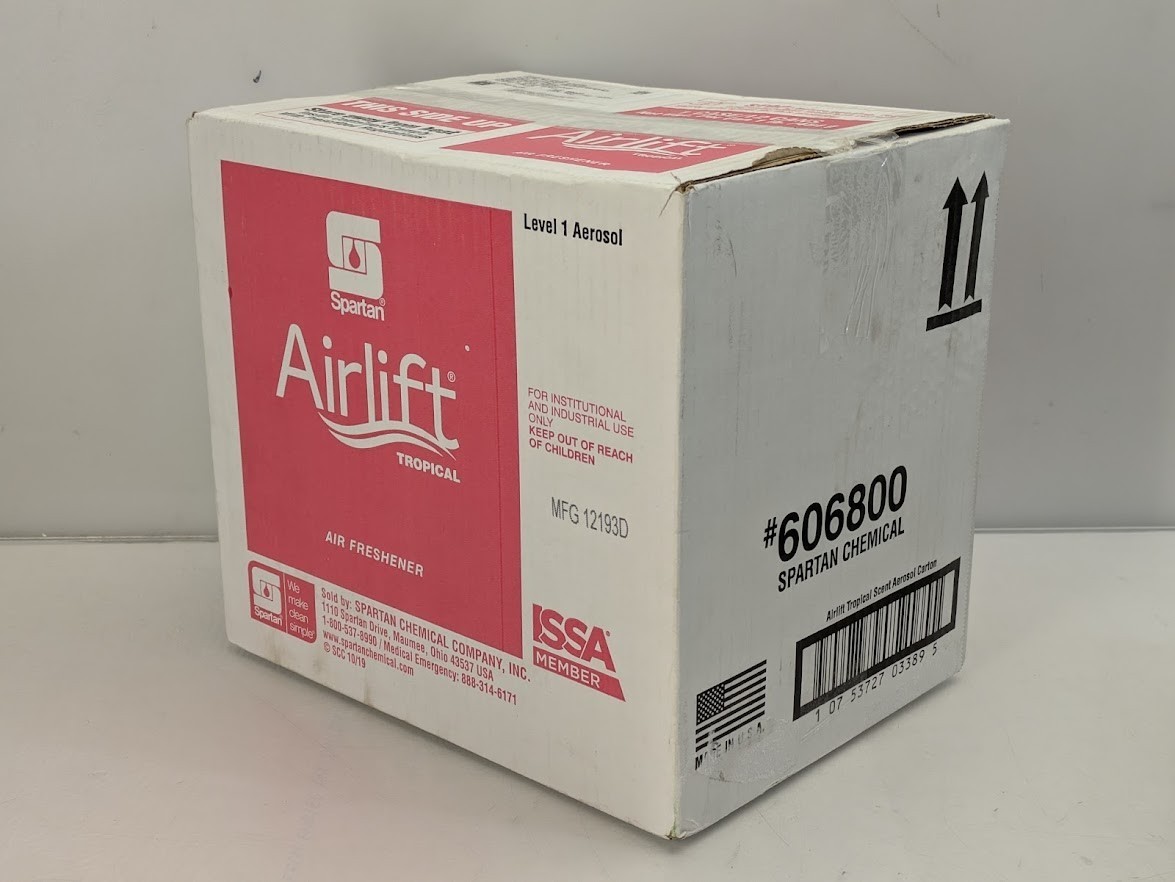 THIS SIDE UP
Airlift
TROPICAL
AIR FRESHENER
Level 1 Aerosol
Spartan®
Airlift®
TROPICAL
AIR FRESHENER
FOR INSTITUTIONAL
AND INDUSTRIAL USE
ONLY
KEEP OUT OF REACH
OF CHILDREN
MFG 12193D
Spartan
We
make
clean
simple®
Sold by: SPARTAN CHEMICAL COMPANY, INC.
1110 Spartan Drive, Maumee, Ohio 43537 USA
1-800-537-8990 / Medical Emergency: 888-314-6171
www.spartanchemical.com
© SCC 10/19
ISSA
MEMBER
#606800
SPARTAN CHEMICAL
Airlift Tropical Scent Aerosol Carton
1 07 53727 03389 5
MADE IN U.S.A.